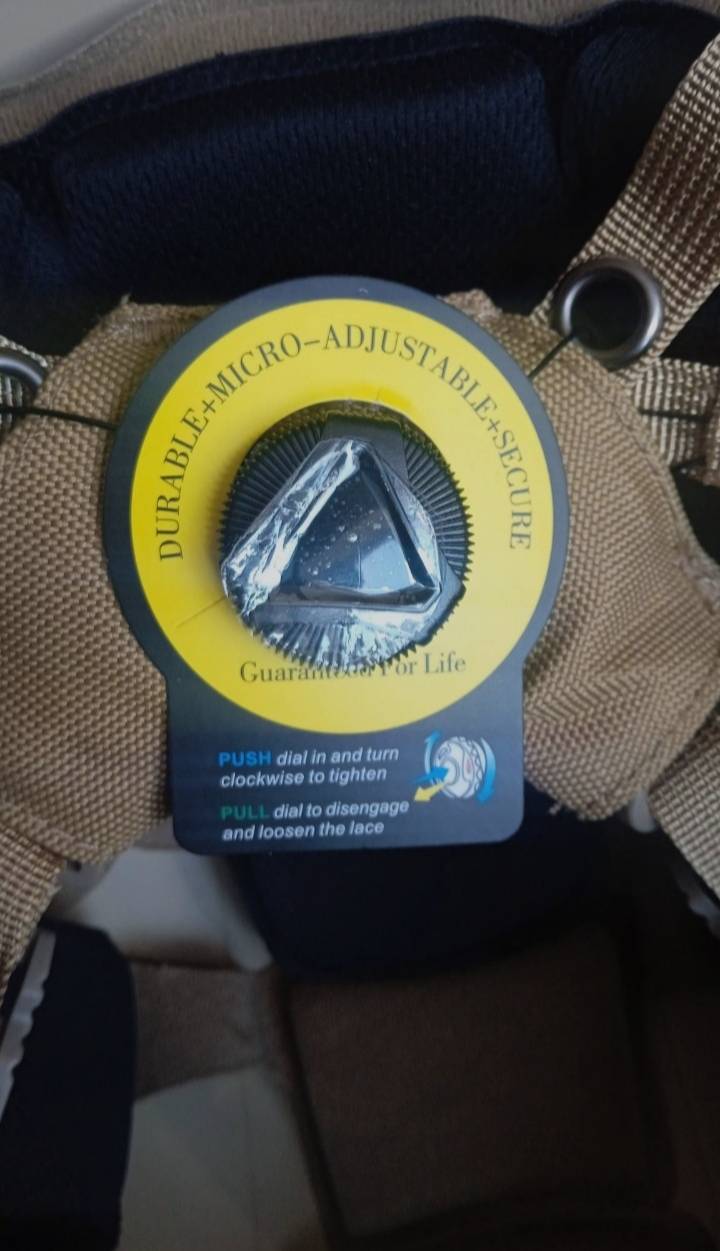 DURABLE+MICRO-ADJUSTABLE+SECURE
Guaranteed For Life
PUSH dial in and turn
clockwise to tighten
PULL dial to disengage
and loosen the lace